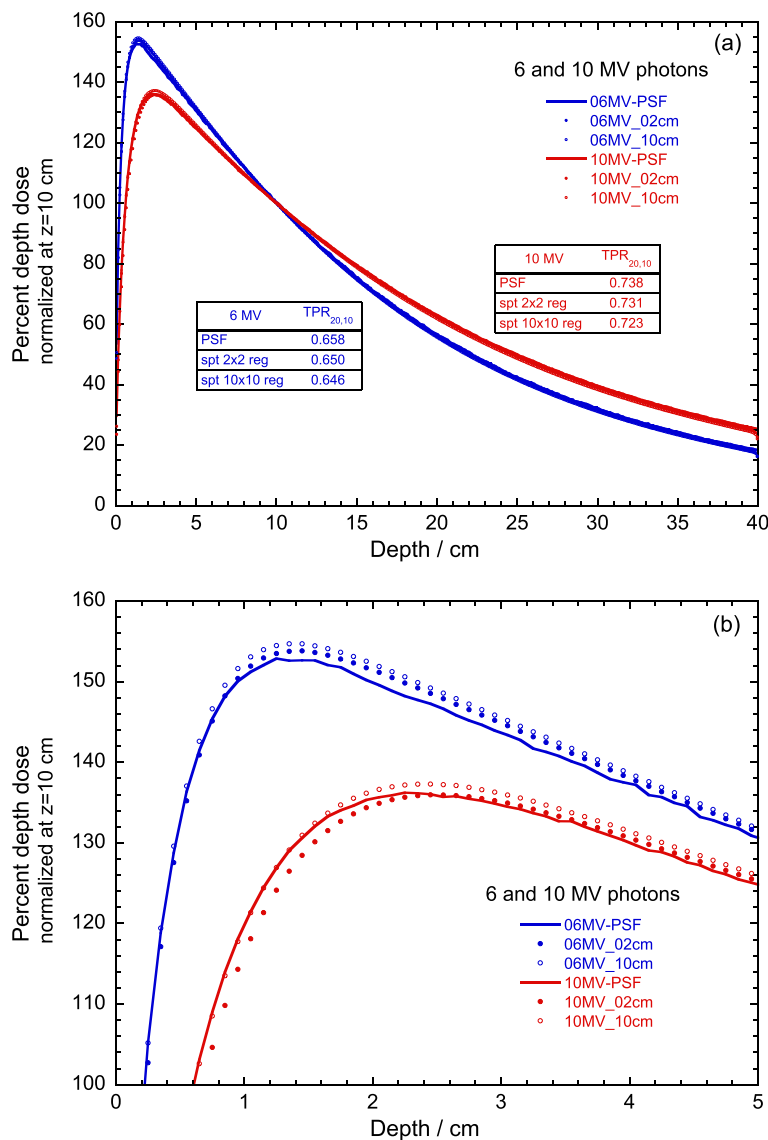 (a)
6 and 10 MV photons
06MV-PSF
06MV_02cm
06MV_10cm
10MV-PSF
10MV_02cm
10MV_10cm
Percent depth dose
normalized at z=10 cm
160
140
120
100
80
60
40
20
0
10 MV TPR20,10
PSF 0.738
spt 2x2 reg 0.731
spt 10x10 reg 0.723
6 MV TPR20,10
PSF 0.658
spt 2x2 reg 0.650
spt 10x10 reg 0.646
0 5 10 15 20 25 30 35 40
Depth / cm
(b)
Percent depth dose
normalized at z=10 cm
160
150
140
130
120
110
100
6 and 10 MV photons
06MV-PSF
06MV_02cm
06MV_10cm
10MV-PSF
10MV_02cm
10MV_10cm
0 1 2 3 4 5
Depth / cm